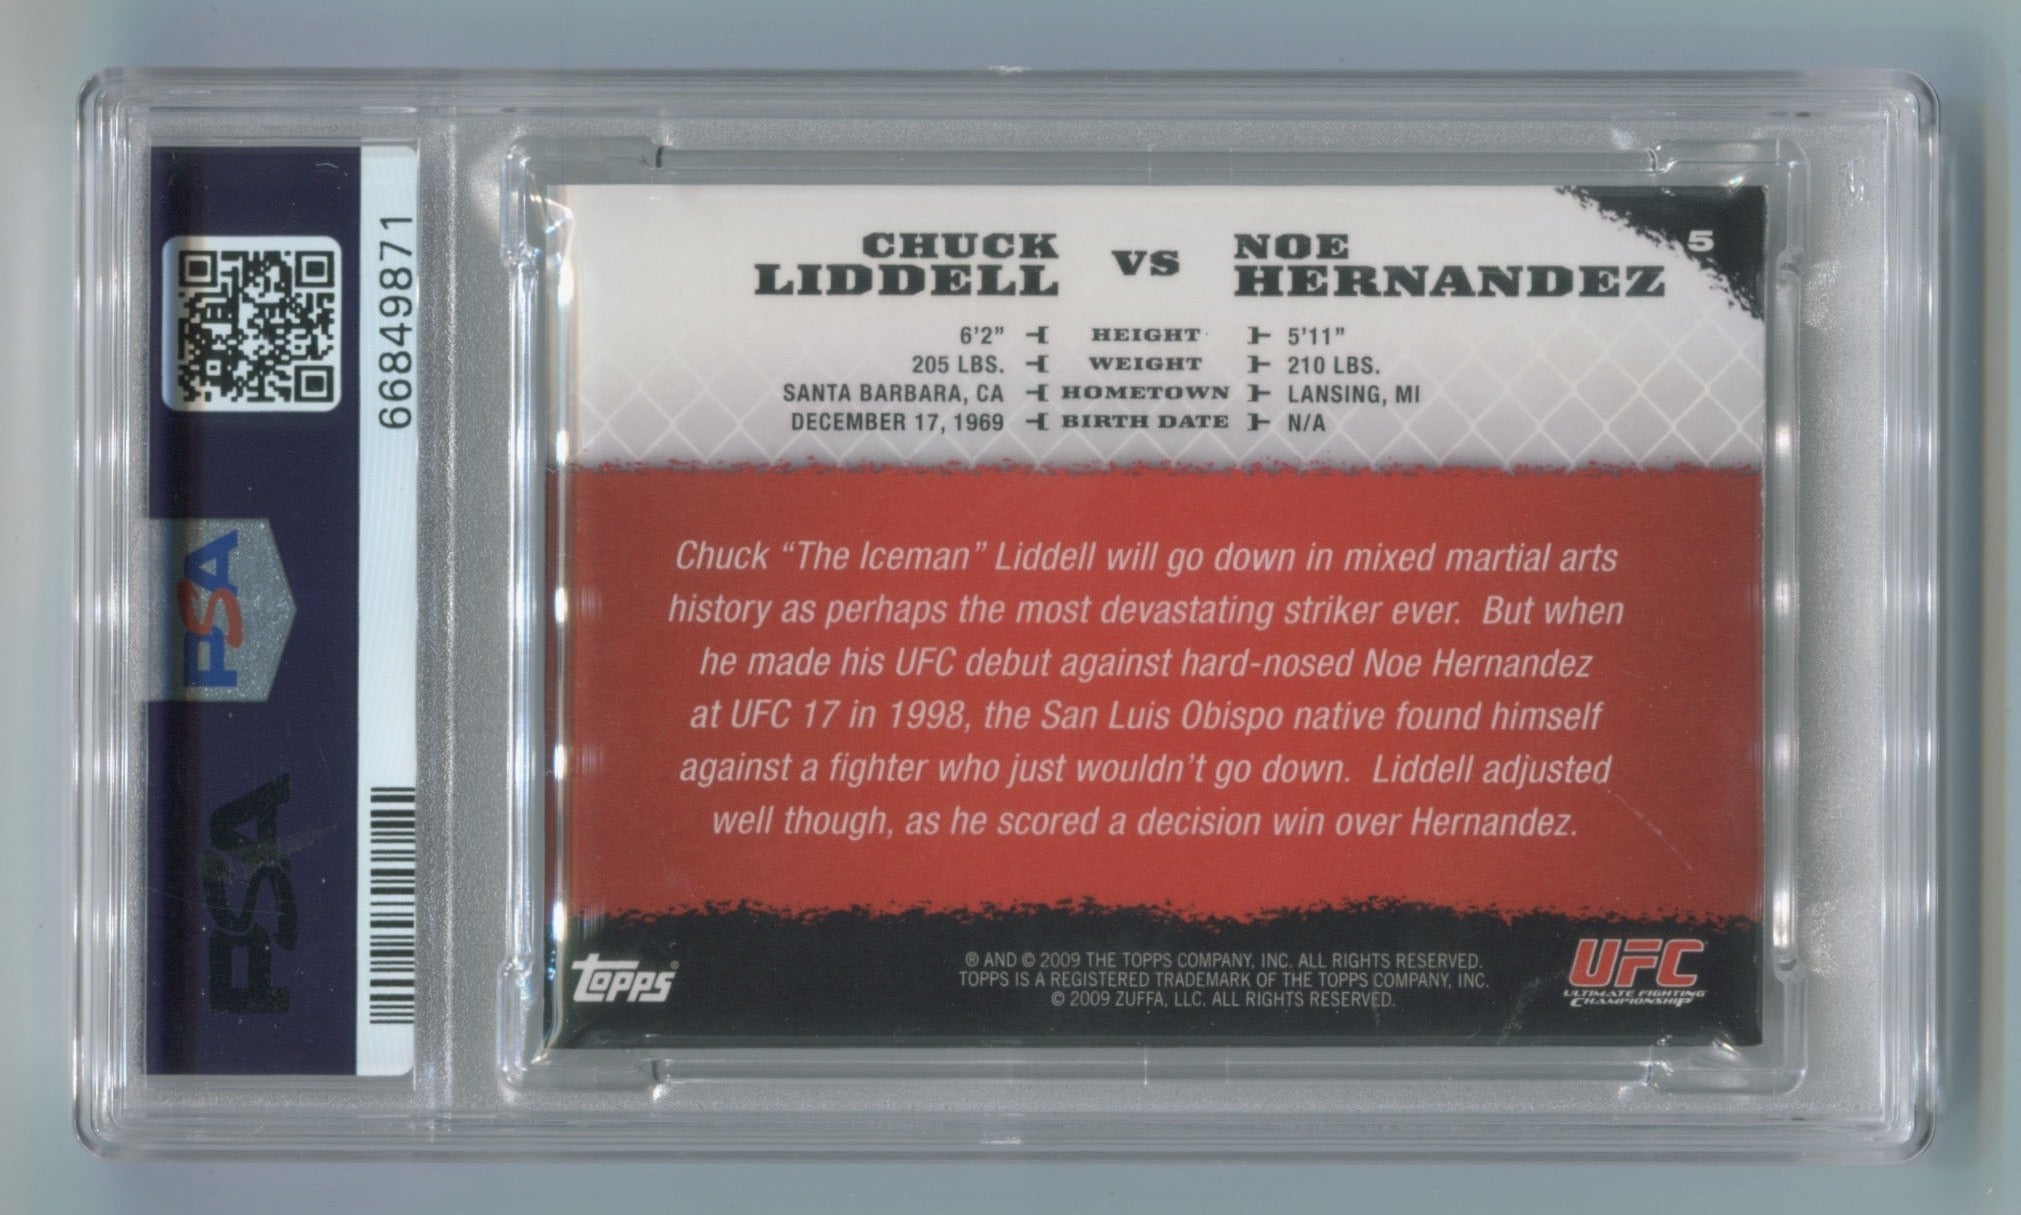 66849871
PSA
PSA
5
CHUCK LIDDELL VS NOE HERNANDEZ
6'2" HEIGHT 5'11"
205 LBS. WEIGHT 210 LBS.
SANTA BARBARA, CA HOMETOWN LANSING, MI
DECEMBER 17, 1969 BIRTH DATE N/A
Chuck “The Iceman” Liddell will go down in mixed martial arts
history as perhaps the most devastating striker ever. But when
he made his UFC debut against hard-nosed Noe Hernandez
at UFC 17 in 1998, the San Luis Obispo native found himself
against a fighter who just wouldn't go down. Liddell adjusted
well though, as he scored a decision win over Hernandez.
TOPPS®
® AND © 2009 THE TOPPS COMPANY, INC. ALL RIGHTS RESERVED.
TOPPS IS A REGISTERED TRADEMARK OF THE TOPPS COMPANY, INC.
© 2009 ZUFFA, LLC. ALL RIGHTS RESERVED.
UFC
ULTIMATE FIGHTING
CHAMPIONSHIP